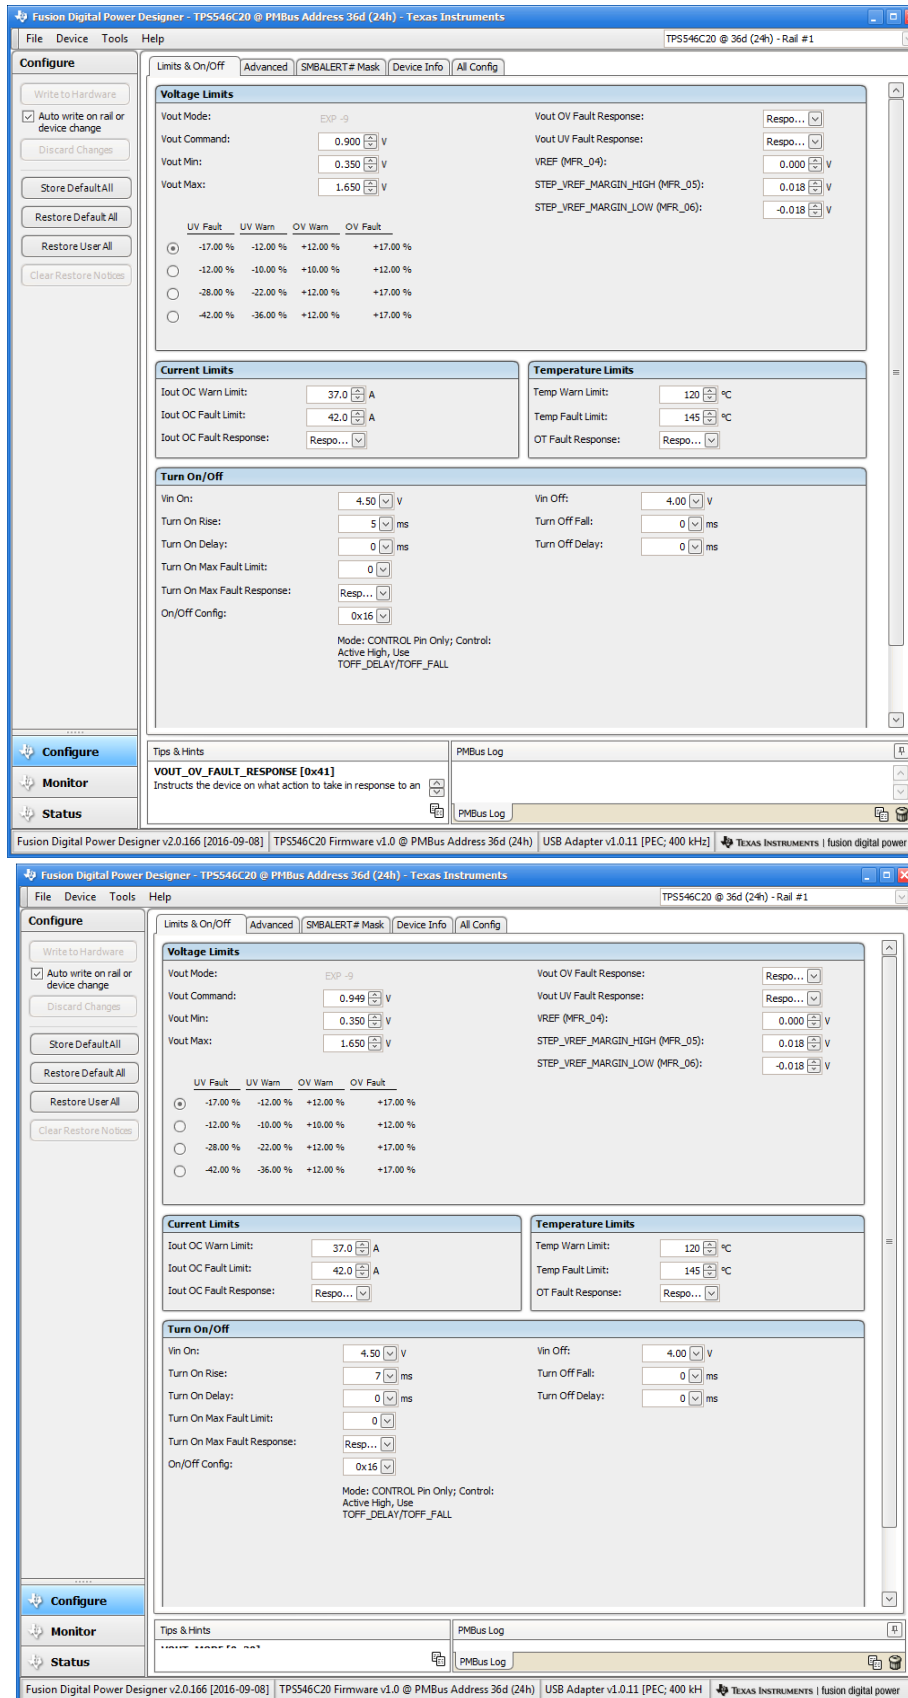 Fusion Digital Power Designer - TPS546C20 @ PMBus Address 36d (24h) - Texas Instruments
File Device Tools Help TPS546C20 @ 36d (24h) - Rail #1
Configure
Write to Hardware
Auto write on rail or
device change
Discard Changes
Store Default All
Restore Default All
Restore User All
Clear Restore Notices
Limits & On/Off Advanced SMBALERT# Mask Device Info All Config
Voltage Limits
Vout Mode: EXP -9 Vout OV Fault Response: Respo...
Vout Command: 0.900 V Vout UV Fault Response: Respo...
Vout Min: 0.350 V VREF (MFR_04): 0.000 V
Vout Max: 1.650 V STEP_VREF_MARGIN_HIGH (MFR_05): 0.018 V
STEP_VREF_MARGIN_LOW (MFR_06): -0.018 V
UV Fault UV Warn OV Warn OV Fault
-17.00 % -12.00 % +12.00 % +17.00 %
-12.00 % -10.00 % +10.00 % +12.00 %
-28.00 % -22.00 % +12.00 % +17.00 %
-42.00 % -36.00 % +12.00 % +17.00 %
Current Limits
Iout OC Warn Limit: 37.0 A
Iout OC Fault Limit: 42.0 A
Iout OC Fault Response: Respo...
Temperature Limits
Temp Warn Limit: 120 ºC
Temp Fault Limit: 145 ºC
OT Fault Response: Respo...
Turn On/Off
Vin On: 4.50 V Vin Off: 4.00 V
Turn On Rise: 5 ms Turn Off Fall: 0 ms
Turn On Delay: 0 ms Turn Off Delay: 0 ms
Turn On Max Fault Limit: 0
Turn On Max Fault Response: Resp...
On/Off Config: 0x16
Mode: CONTROL Pin Only; Control:
Active High, Use
TOFF_DELAY/TOFF_FALL
Configure
Monitor
Status
Tips & Hints
VOUT_OV_FAULT_RESPONSE [0x41]
Instructs the device on what action to take in response to an
PMBus Log
PMBus Log
Fusion Digital Power Designer v2.0.166 [2016-09-08] TPS546C20 Firmware v1.0 @ PMBus Address 36d (24h) USB Adapter v1.0.11 [PEC; 400 kHz] TEXAS INSTRUMENTS | fusion digital power
Fusion Digital Power Designer - TPS546C20 @ PMBus Address 36d (24h) - Texas Instruments
File Device Tools Help TPS546C20 @ 36d (24h) - Rail #1
Configure
Write to Hardware
Auto write on rail or
device change
Discard Changes
Store Default All
Restore Default All
Restore User All
Clear Restore Notices
Limits & On/Off Advanced SMBALERT# Mask Device Info All Config
Voltage Limits
Vout Mode: EXP -9 Vout OV Fault Response: Respo...
Vout Command: 0.949 V Vout UV Fault Response: Respo...
Vout Min: 0.350 V VREF (MFR_04): 0.000 V
Vout Max: 1.650 V STEP_VREF_MARGIN_HIGH (MFR_05): 0.018 V
STEP_VREF_MARGIN_LOW (MFR_06): -0.018 V
UV Fault UV Warn OV Warn OV Fault
-17.00 % -12.00 % +12.00 % +17.00 %
-12.00 % -10.00 % +10.00 % +12.00 %
-28.00 % -22.00 % +12.00 % +17.00 %
-42.00 % -36.00 % +12.00 % +17.00 %
Current Limits
Iout OC Warn Limit: 37.0 A
Iout OC Fault Limit: 42.0 A
Iout OC Fault Response: Respo...
Temperature Limits
Temp Warn Limit: 120 ºC
Temp Fault Limit: 145 ºC
OT Fault Response: Respo...
Turn On/Off
Vin On: 4.50 V Vin Off: 4.00 V
Turn On Rise: 7 ms Turn Off Fall: 0 ms
Turn On Delay: 0 ms Turn Off Delay: 0 ms
Turn On Max Fault Limit: 0
Turn On Max Fault Response: Resp...
On/Off Config: 0x16
Mode: CONTROL Pin Only; Control:
Active High, Use
TOFF_DELAY/TOFF_FALL
Configure
Monitor
Status
Tips & Hints
PMBus Log
PMBus Log
Fusion Digital Power Designer v2.0.166 [2016-09-08] TPS546C20 Firmware v1.0 @ PMBus Address 36d (24h) USB Adapter v1.0.11 [PEC; 400 kH TEXAS INSTRUMENTS | fusion digital power